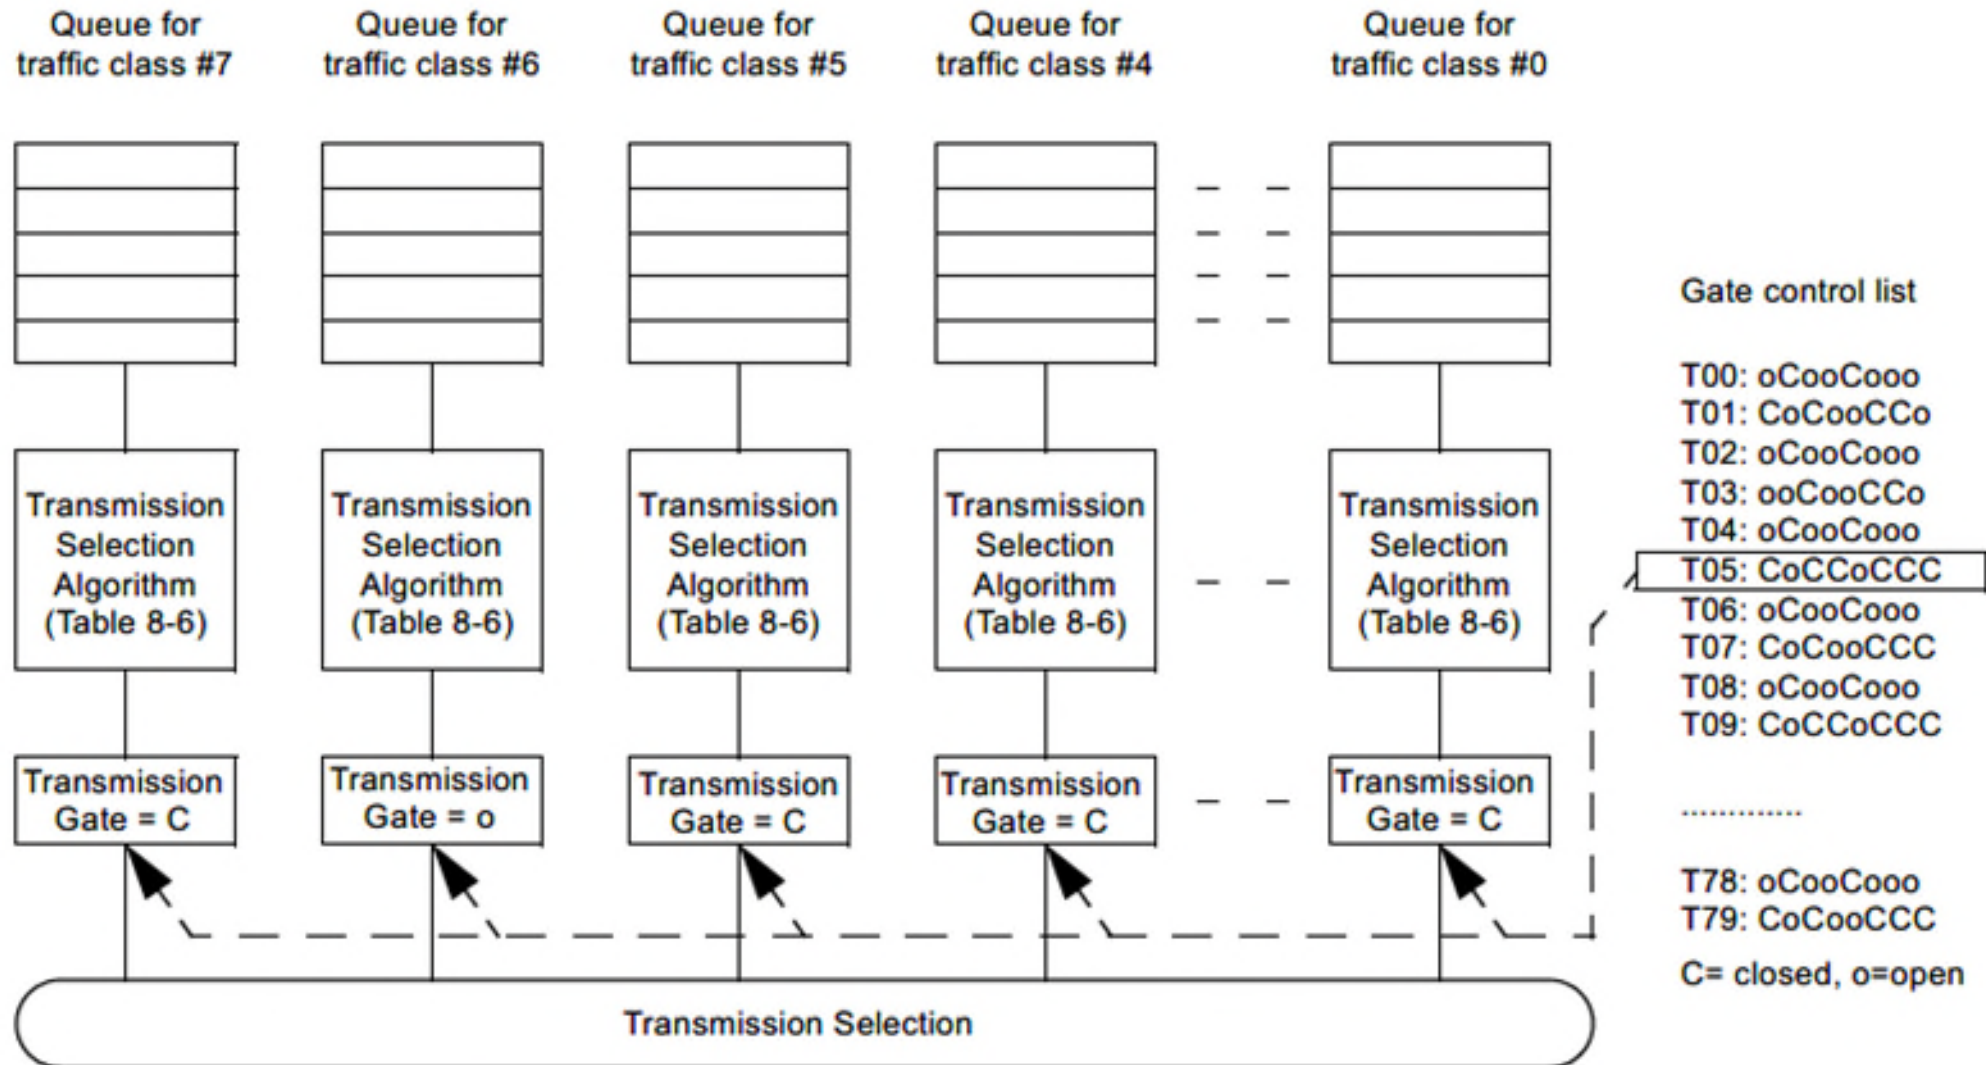 Queue for
traffic class #7
Queue for
traffic class #6
Queue for
traffic class #5
Queue for
traffic class #4
Queue for
traffic class #0
Transmission
Selection
Algorithm
(Table 8-6)
Transmission
Selection
Algorithm
(Table 8-6)
Transmission
Selection
Algorithm
(Table 8-6)
Transmission
Selection
Algorithm
(Table 8-6)
Transmission
Selection
Algorithm
(Table 8-6)
Transmission
Gate = C
Transmission
Gate = o
Transmission
Gate = C
Transmission
Gate = C
Transmission
Gate = C
Transmission Selection
Gate control list
T00: oCooCooo
T01: CoCooCCo
T02: oCooCooo
T03: ooCooCCo
T04: oCooCooo
T05: CoCCoCCC
T06: oCooCooo
T07: CoCooCCC
T08: oCooCooo
T09: CoCCoCCC
.............
T78: oCooCooo
T79: CoCooCCC
C= closed, o=open